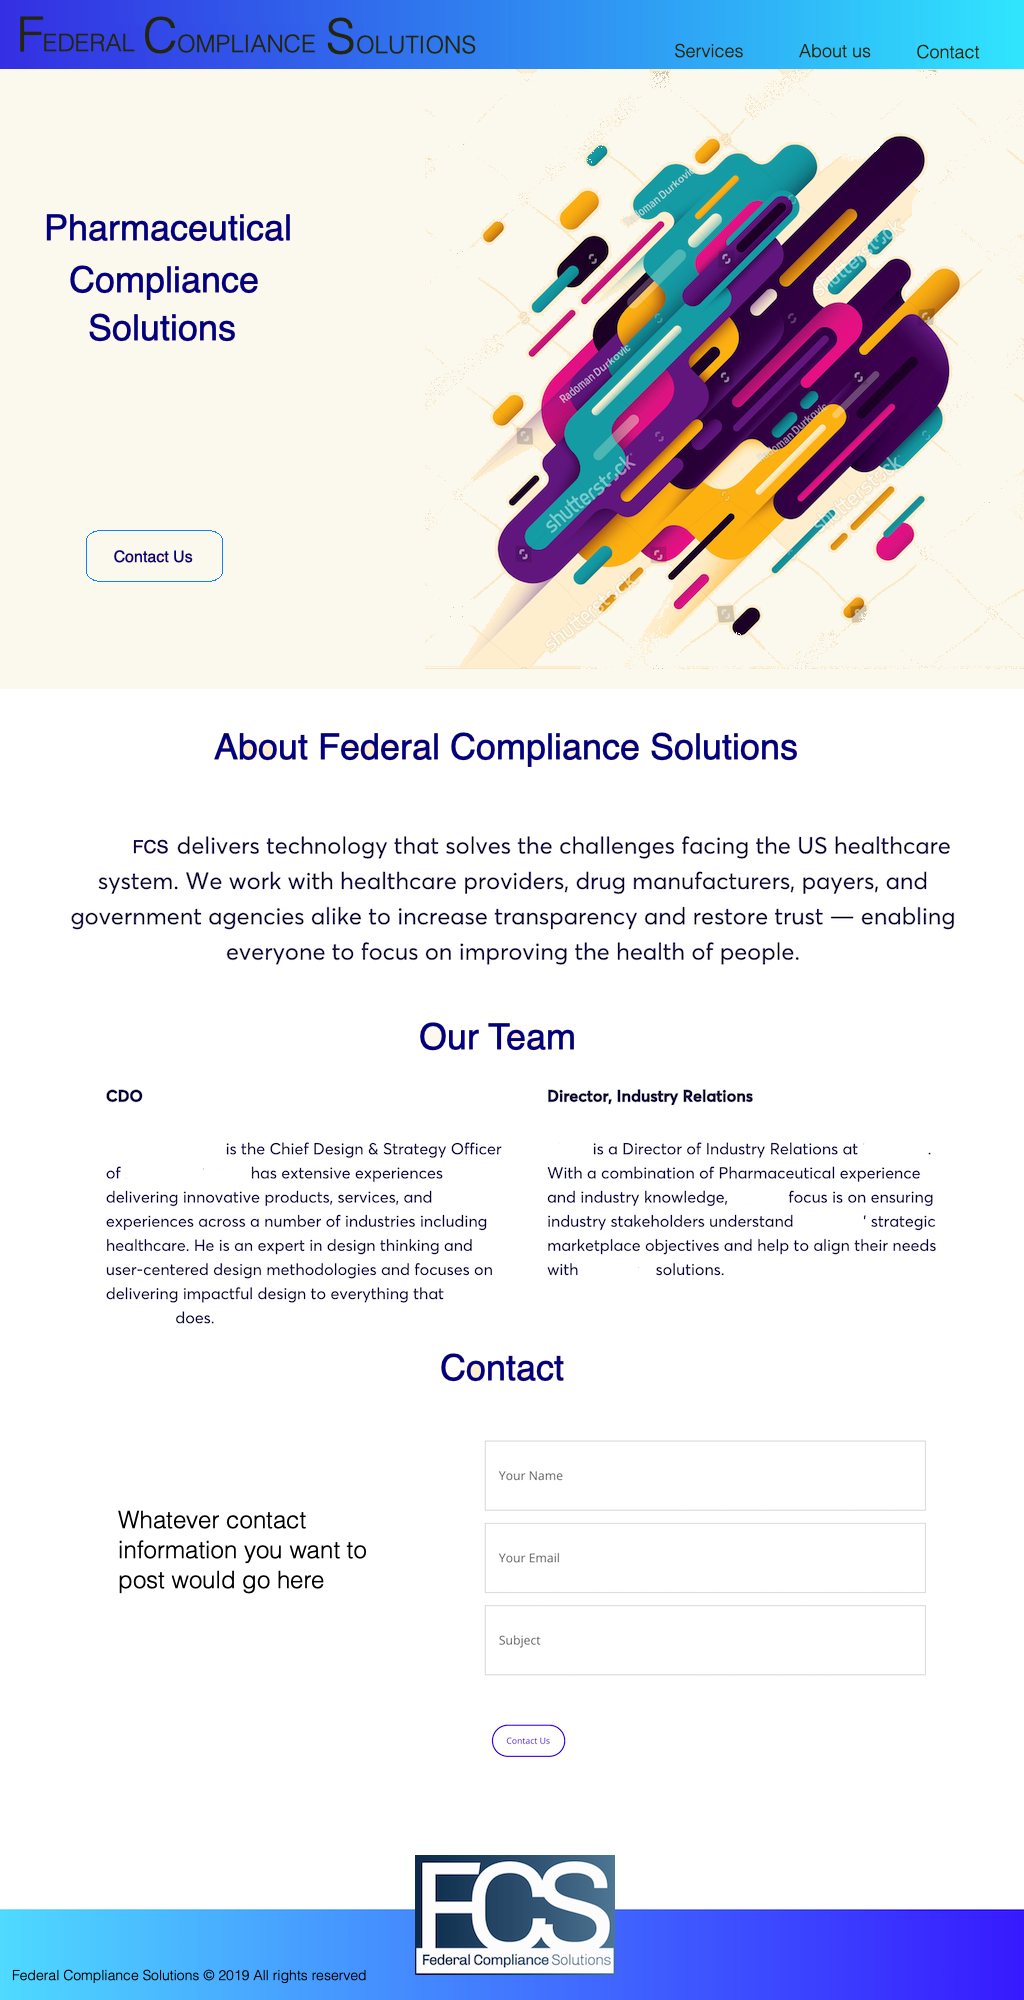 FEDERAL COMPLIANCE SOLUTIONS
Services
About us
Contact
Pharmaceutical
Compliance
Solutions
Contact Us
Radoman Durkovic
shutterstock
Radoman Durkovic
doman Durkovic
shutterstock
shutterstock
shutterstock
About Federal Compliance Solutions
FCS delivers technology that solves the challenges facing the US healthcare
system. We work with healthcare providers, drug manufacturers, payers, and
government agencies alike to increase transparency and restore trust — enabling
everyone to focus on improving the health of people.
Our Team
CDO
is the Chief Design & Strategy Officer
of has extensive experiences
delivering innovative products, services, and
experiences across a number of industries including
healthcare. He is an expert in design thinking and
user-centered design methodologies and focuses on
delivering impactful design to everything that
does.
Director, Industry Relations
is a Director of Industry Relations at .
With a combination of Pharmaceutical experience
and industry knowledge, focus is on ensuring
industry stakeholders understand ‘ strategic
marketplace objectives and help to align their needs
with solutions.
Contact
Whatever contact
information you want to
post would go here
Your Name
Your Email
Subject
Contact Us
FCS
Federal Compliance Solutions
Federal Compliance Solutions © 2019 All rights reserved